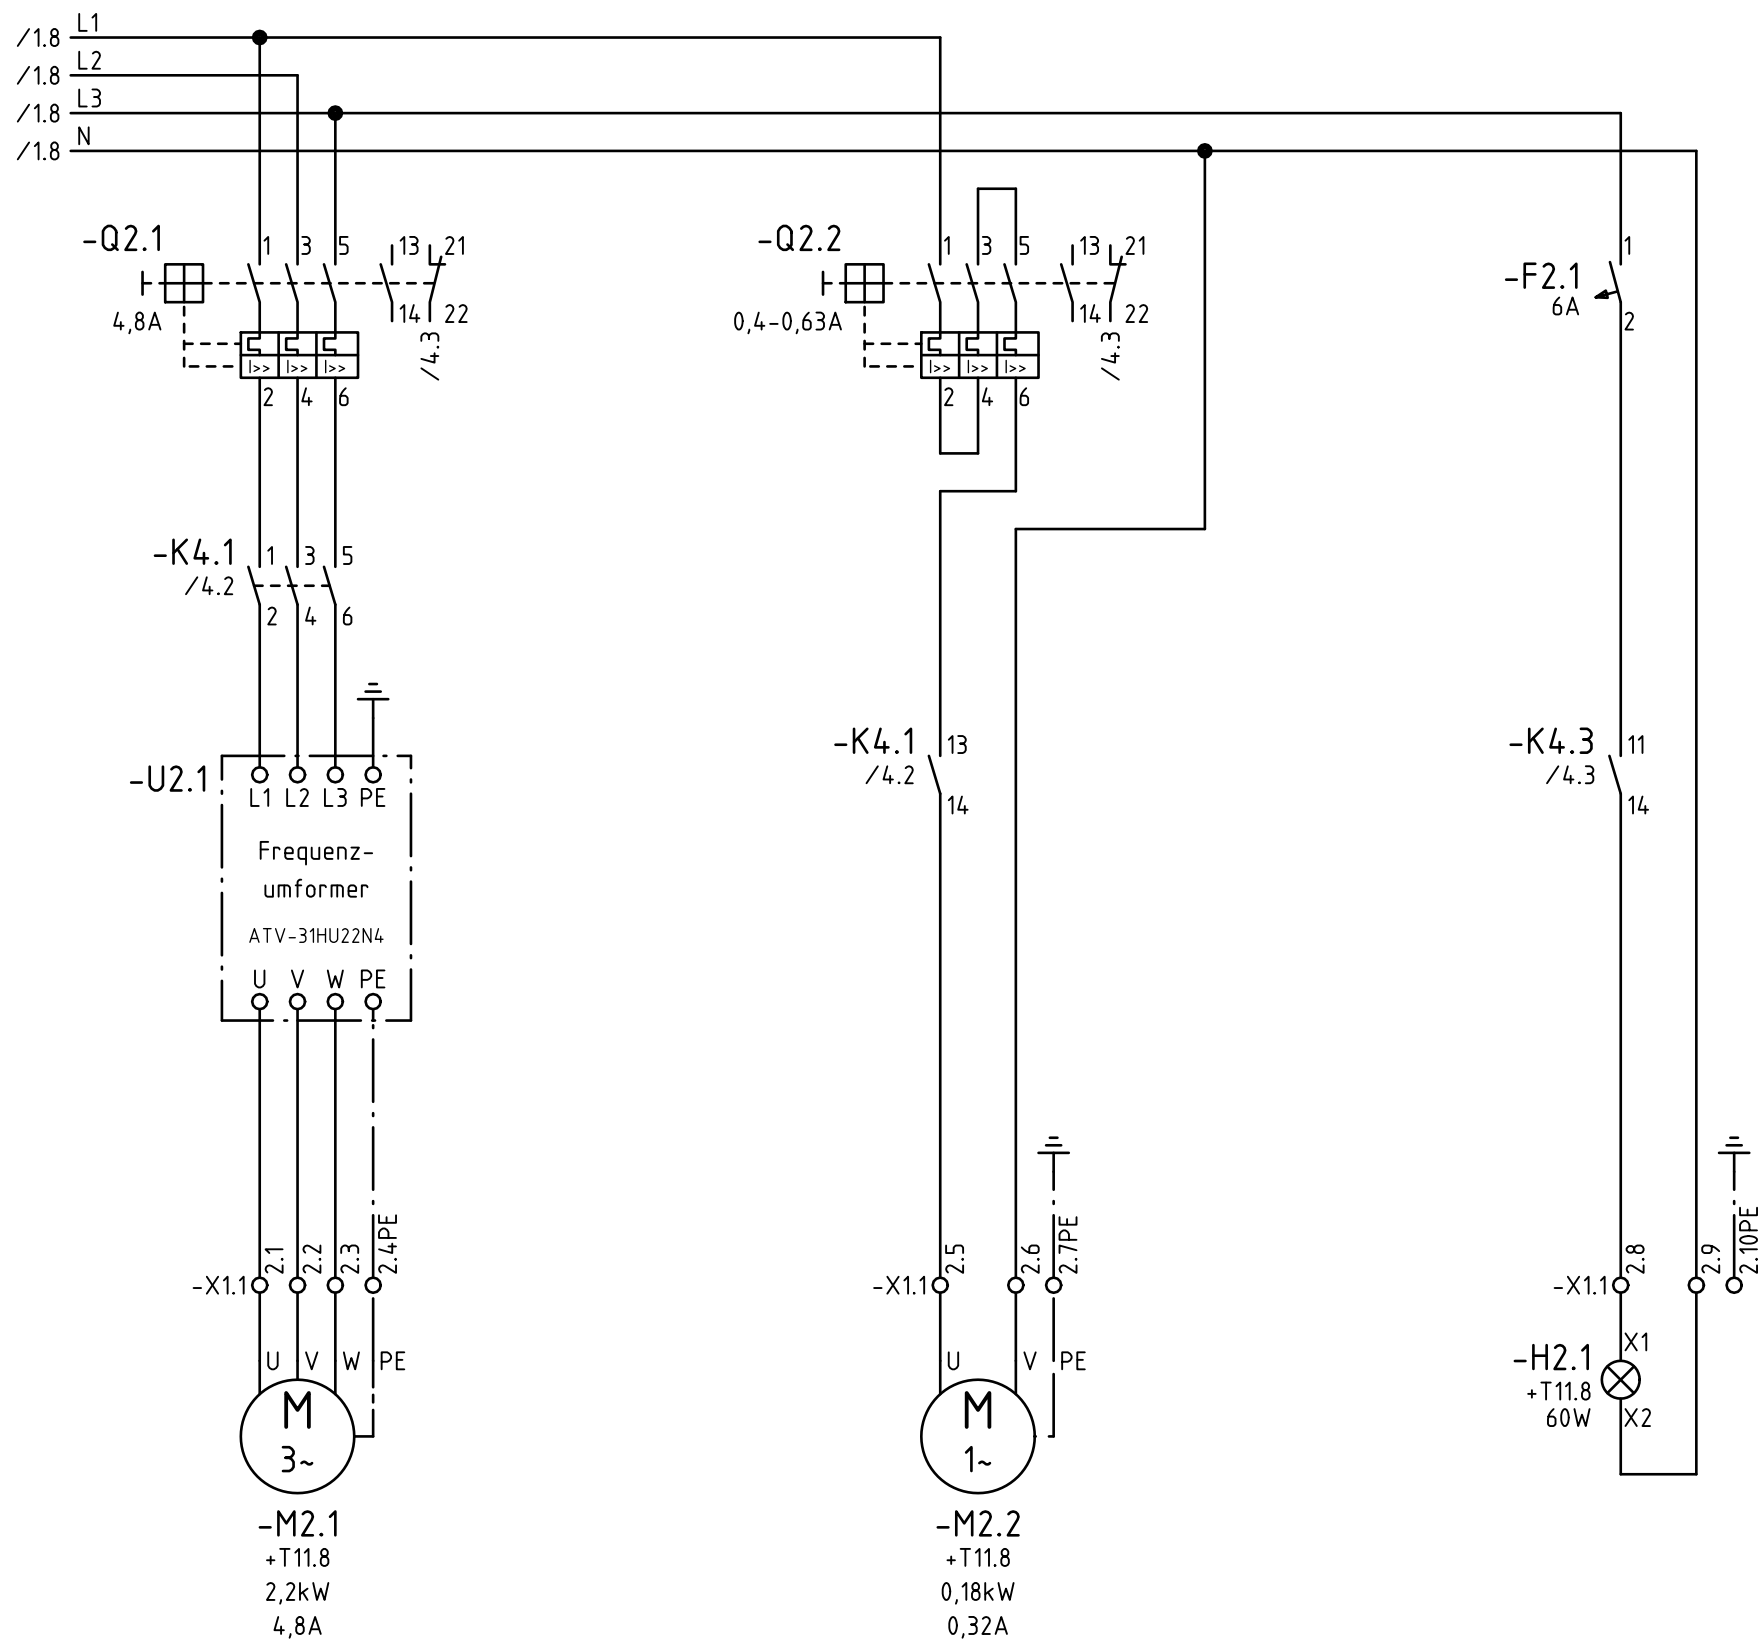 /1.8 L1
/1.8 L2
/1.8 L3
/1.8 N
-Q2.1
1 3 5 13 21
4,8A
14 22
/4.3
I>> I>> I>>
2 4 6
-K4.1 1 3 5
/4.2
2 4 6
-U2.1
L1 L2 L3 PE
Frequenz-
umformer
ATV-31HU22N4
U V W PE
2.1 2.2 2.3 2.4PE
-X1.1
U V W PE
M
3~
-M2.1
+T11.8
2,2kW
4,8A
-Q2.2
1 3 5 13 21
0,4-0,63A
14 22
/4.3
I>> I>> I>>
2 4 6
-K4.1 13
/4.2
14
2.5 2.6 2.7PE
-X1.1
U V PE
M
1~
-M2.2
+T11.8
0,18kW
0,32A
1
-F2.1
6A
2
-K4.3 11
/4.3
14
2.8 2.9 2.10PE
-X1.1
X1
-H2.1
+T11.8
60W X2